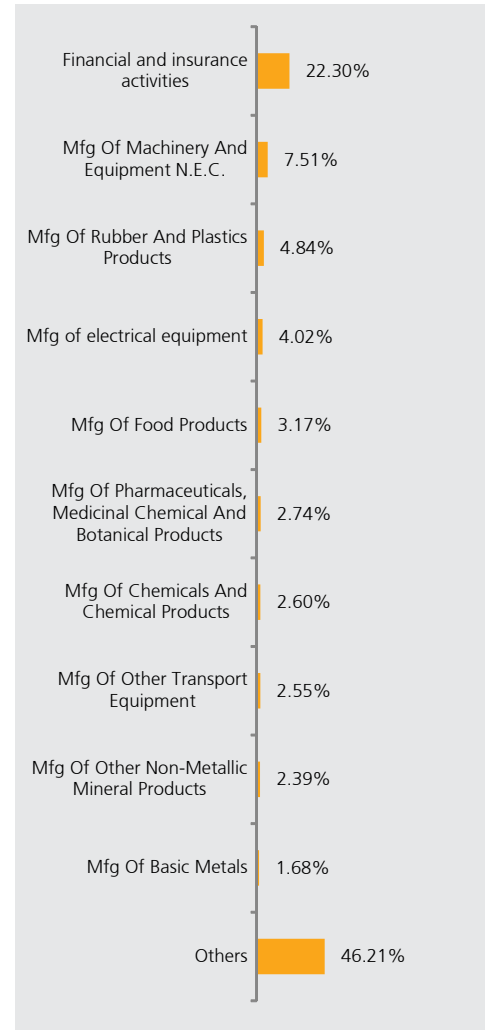 Financial and insurance
activities
22.30%
Mfg Of Machinery And
Equipment N.E.C.
7.51%
Mfg Of Rubber And Plastics
Products
4.84%
Mfg of electrical equipment
4.02%
Mfg Of Food Products
3.17%
Mfg Of Pharmaceuticals,
Medicinal Chemical And
Botanical Products
2.74%
Mfg Of Chemicals And
Chemical Products
2.60%
Mfg Of Other Transport
Equipment
2.55%
Mfg Of Other Non-Metallic
Mineral Products
2.39%
Mfg Of Basic Metals
1.68%
Others
46.21%